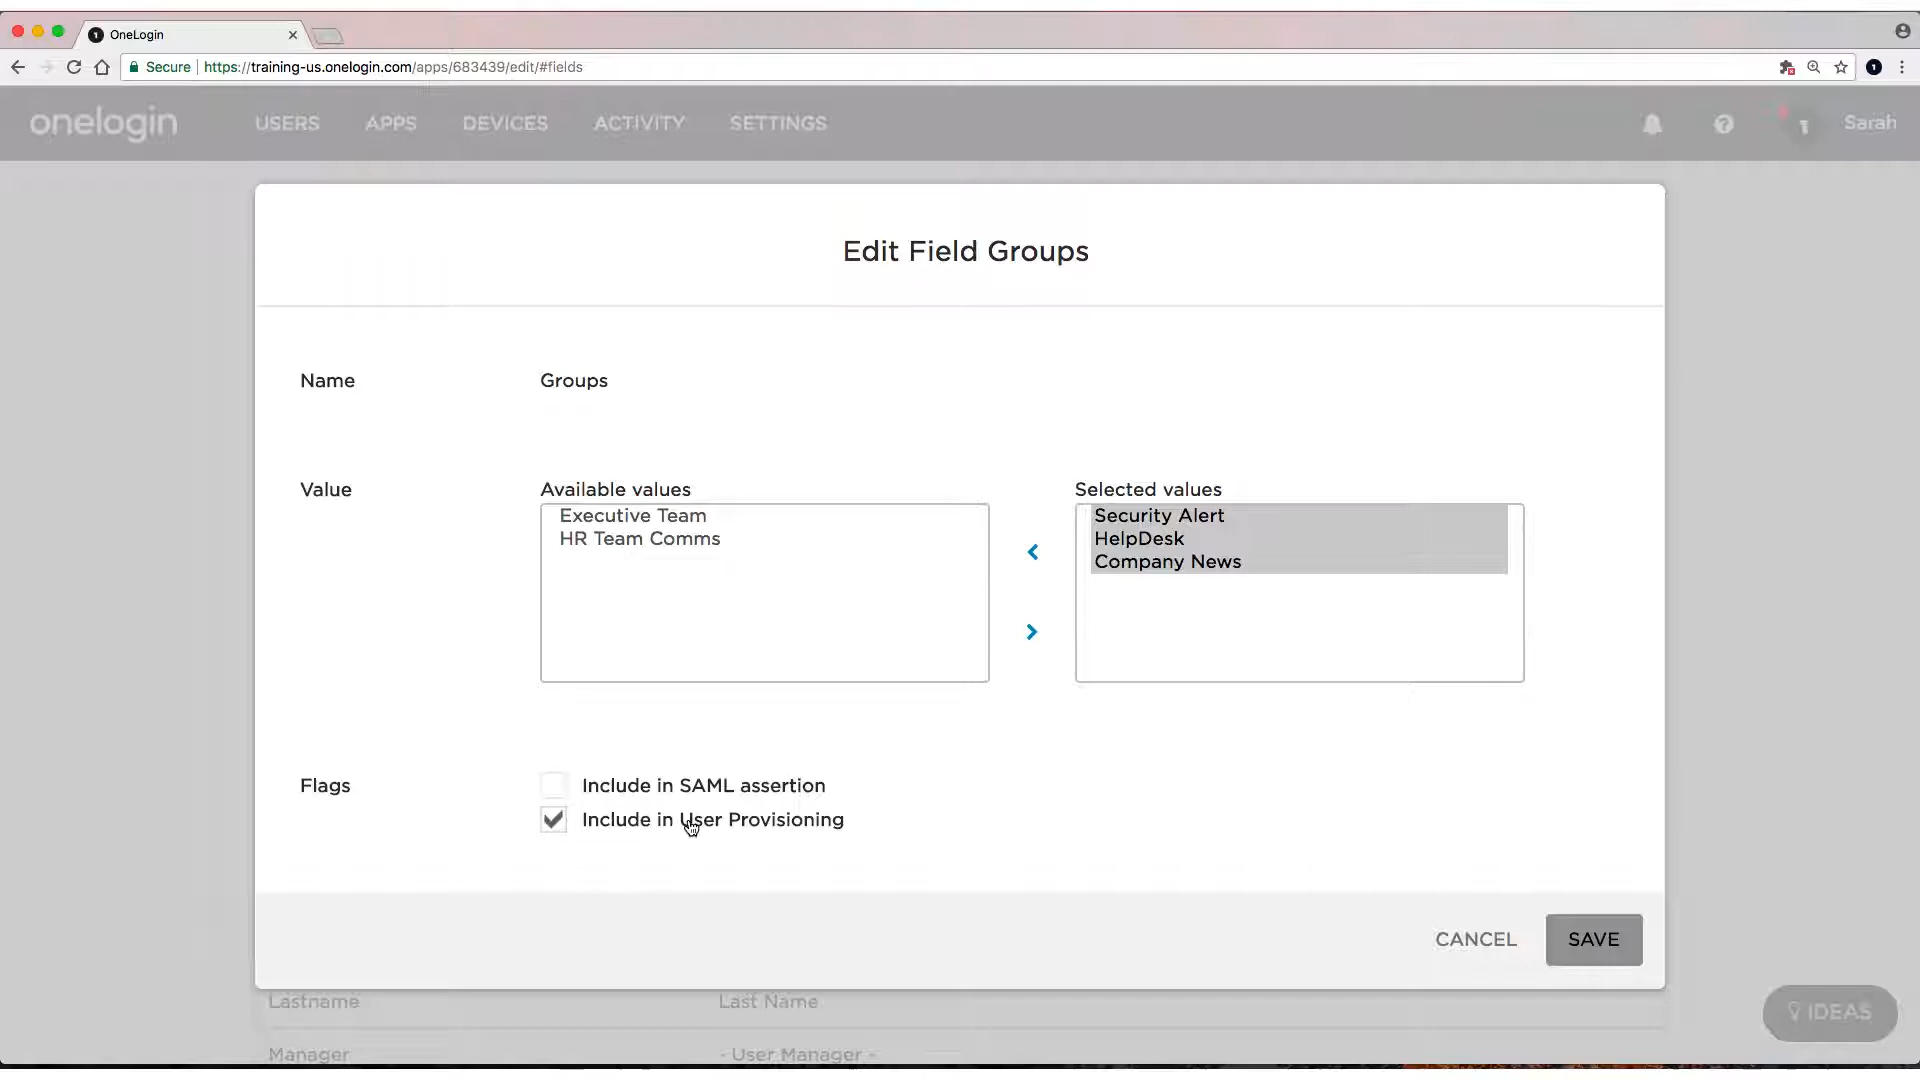 OneLogin
Secure https://training-us.onelogin.com/apps/683439/edit/#fields
onelogin USERS APPS DEVICES ACTIVITY SETTINGS Sarah
Edit Field Groups
Name Groups
Value Available values Selected values
Executive Team Security Alert
HR Team Comms HelpDesk
Company News
Flags Include in SAML assertion
Include in User Provisioning
CANCEL SAVE
Lastname Last Name
IDEAS
Manager - User Manager -